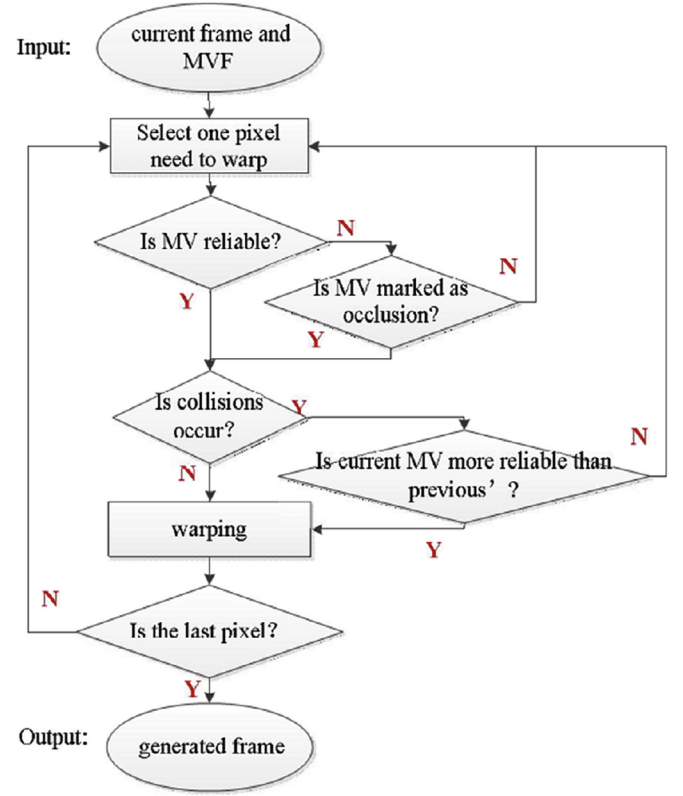 Input:
current frame and
MVF
Select one pixel
need to warp
Is MV reliable?
N
Is MV marked as
occlusion?
N
Y
Y
Is collisions
occur?
Y
N
Is current MV more reliable than
previous’ ?
N
Y
warping
N
Is the last pixel?
Y
Output:
generated frame